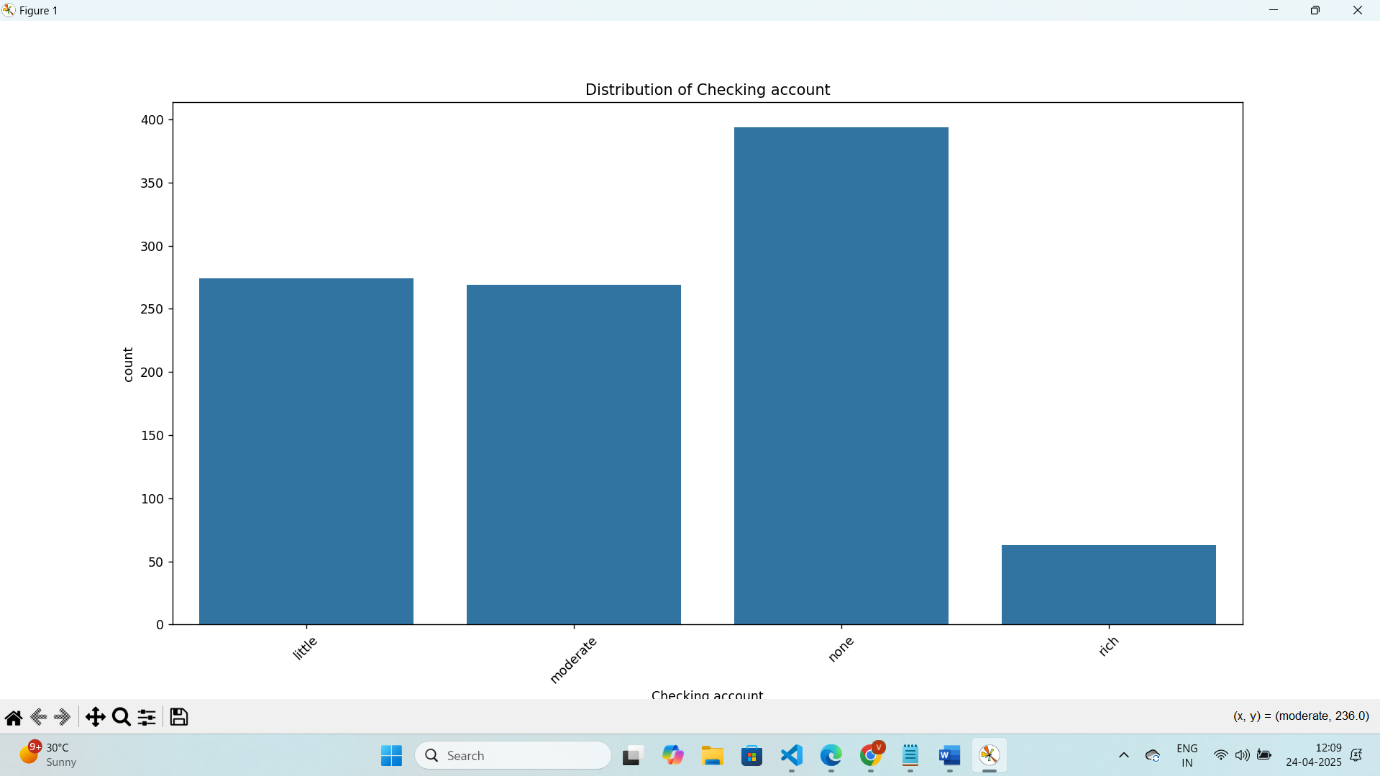 Figure 1
Distribution of Checking account
400
350
300
250
200
150
100
50
0
count
little
moderate
none
rich
Checking account
(x, y) = (moderate, 236.0)
9+
30°C
Sunny
Search
V
W
ENG
IN
12:09
24-04-2025